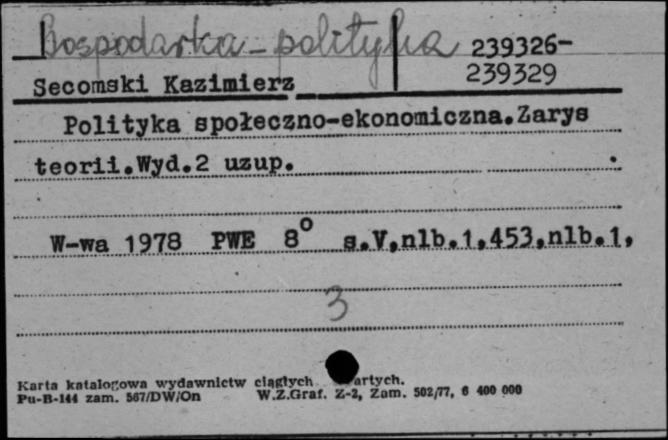 Gospodarka - polityka
239326-
239329
Secomski Kazimierz
Polityka społeczno-ekonomiczna.Zarys
teorii.Wyd.2 uzup.
W-wa 1978 PWE 8° s.V,nlb.1,453,nlb.1,
3
Karta katalogowa wydawnictw ciągłych artych.
Pu-B-144 zam. 567/DW/On W.Z.Graf. Z-2, Zam. 502/77, 6 400 000